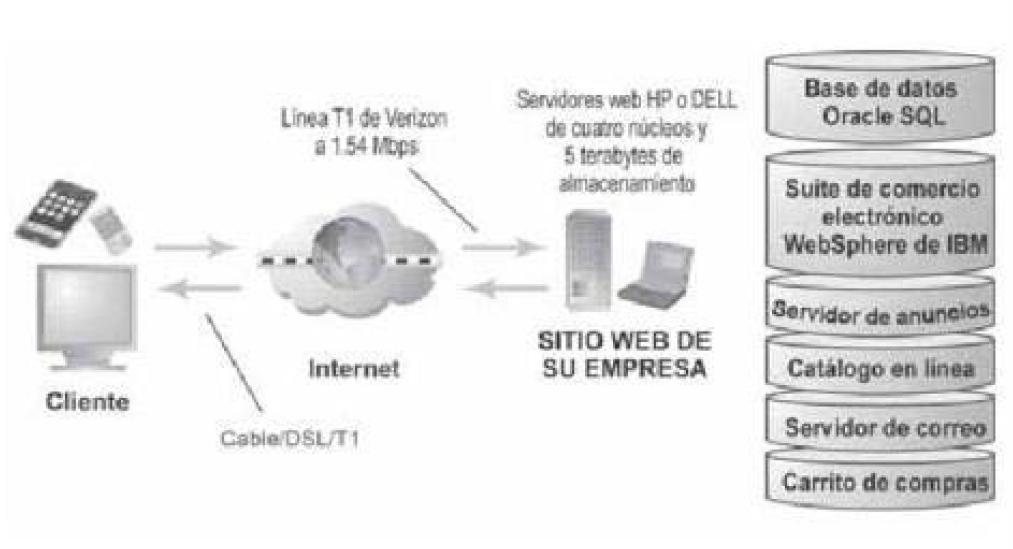 Línea T1 de Verizon
a 1.54 Mbps
Servidores web HP o DELL
de cuatro núcleos y
5 terabytes de
almacenamiento
Cliente
Internet
SITIO WEB DE
SU EMPRESA
Cable/DSL/T1
Base de datos
Oracle SQL
Suite de comercio
electrónico
WebSphere de IBM
Servidor de anuncios
Catálogo en línea
Servidor de correo
Carrito de compras